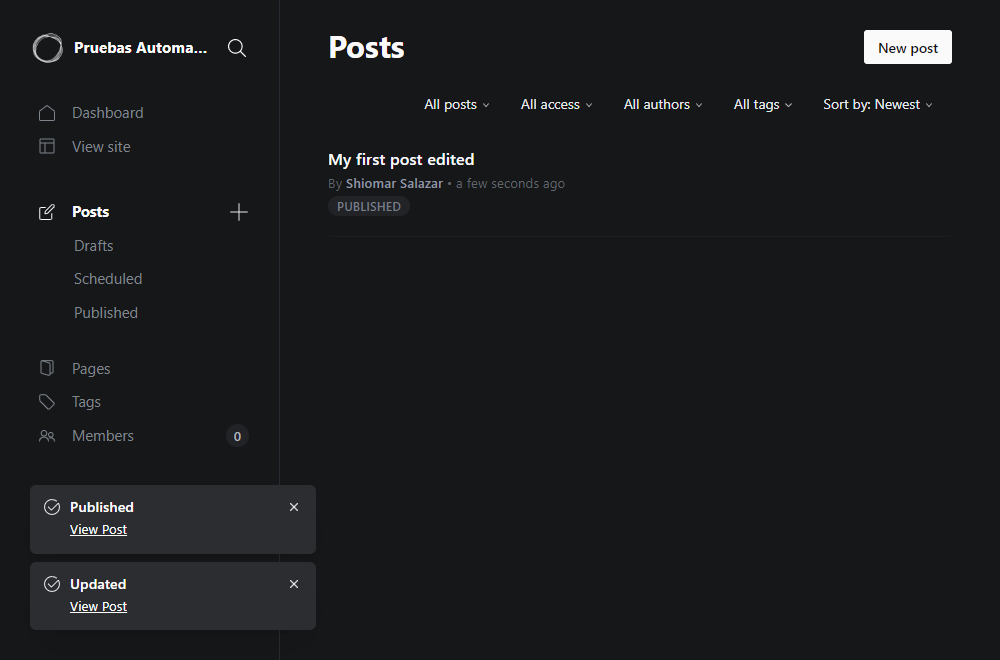 Pruebas Automa...
Dashboard
View site
Posts
Drafts
Scheduled
Published
Pages
Tags
Members 0
Published
View Post
Updated
View Post
Posts
New post
All posts All access All authors All tags Sort by: Newest
My first post edited
By Shiomar Salazar • a few seconds ago
PUBLISHED